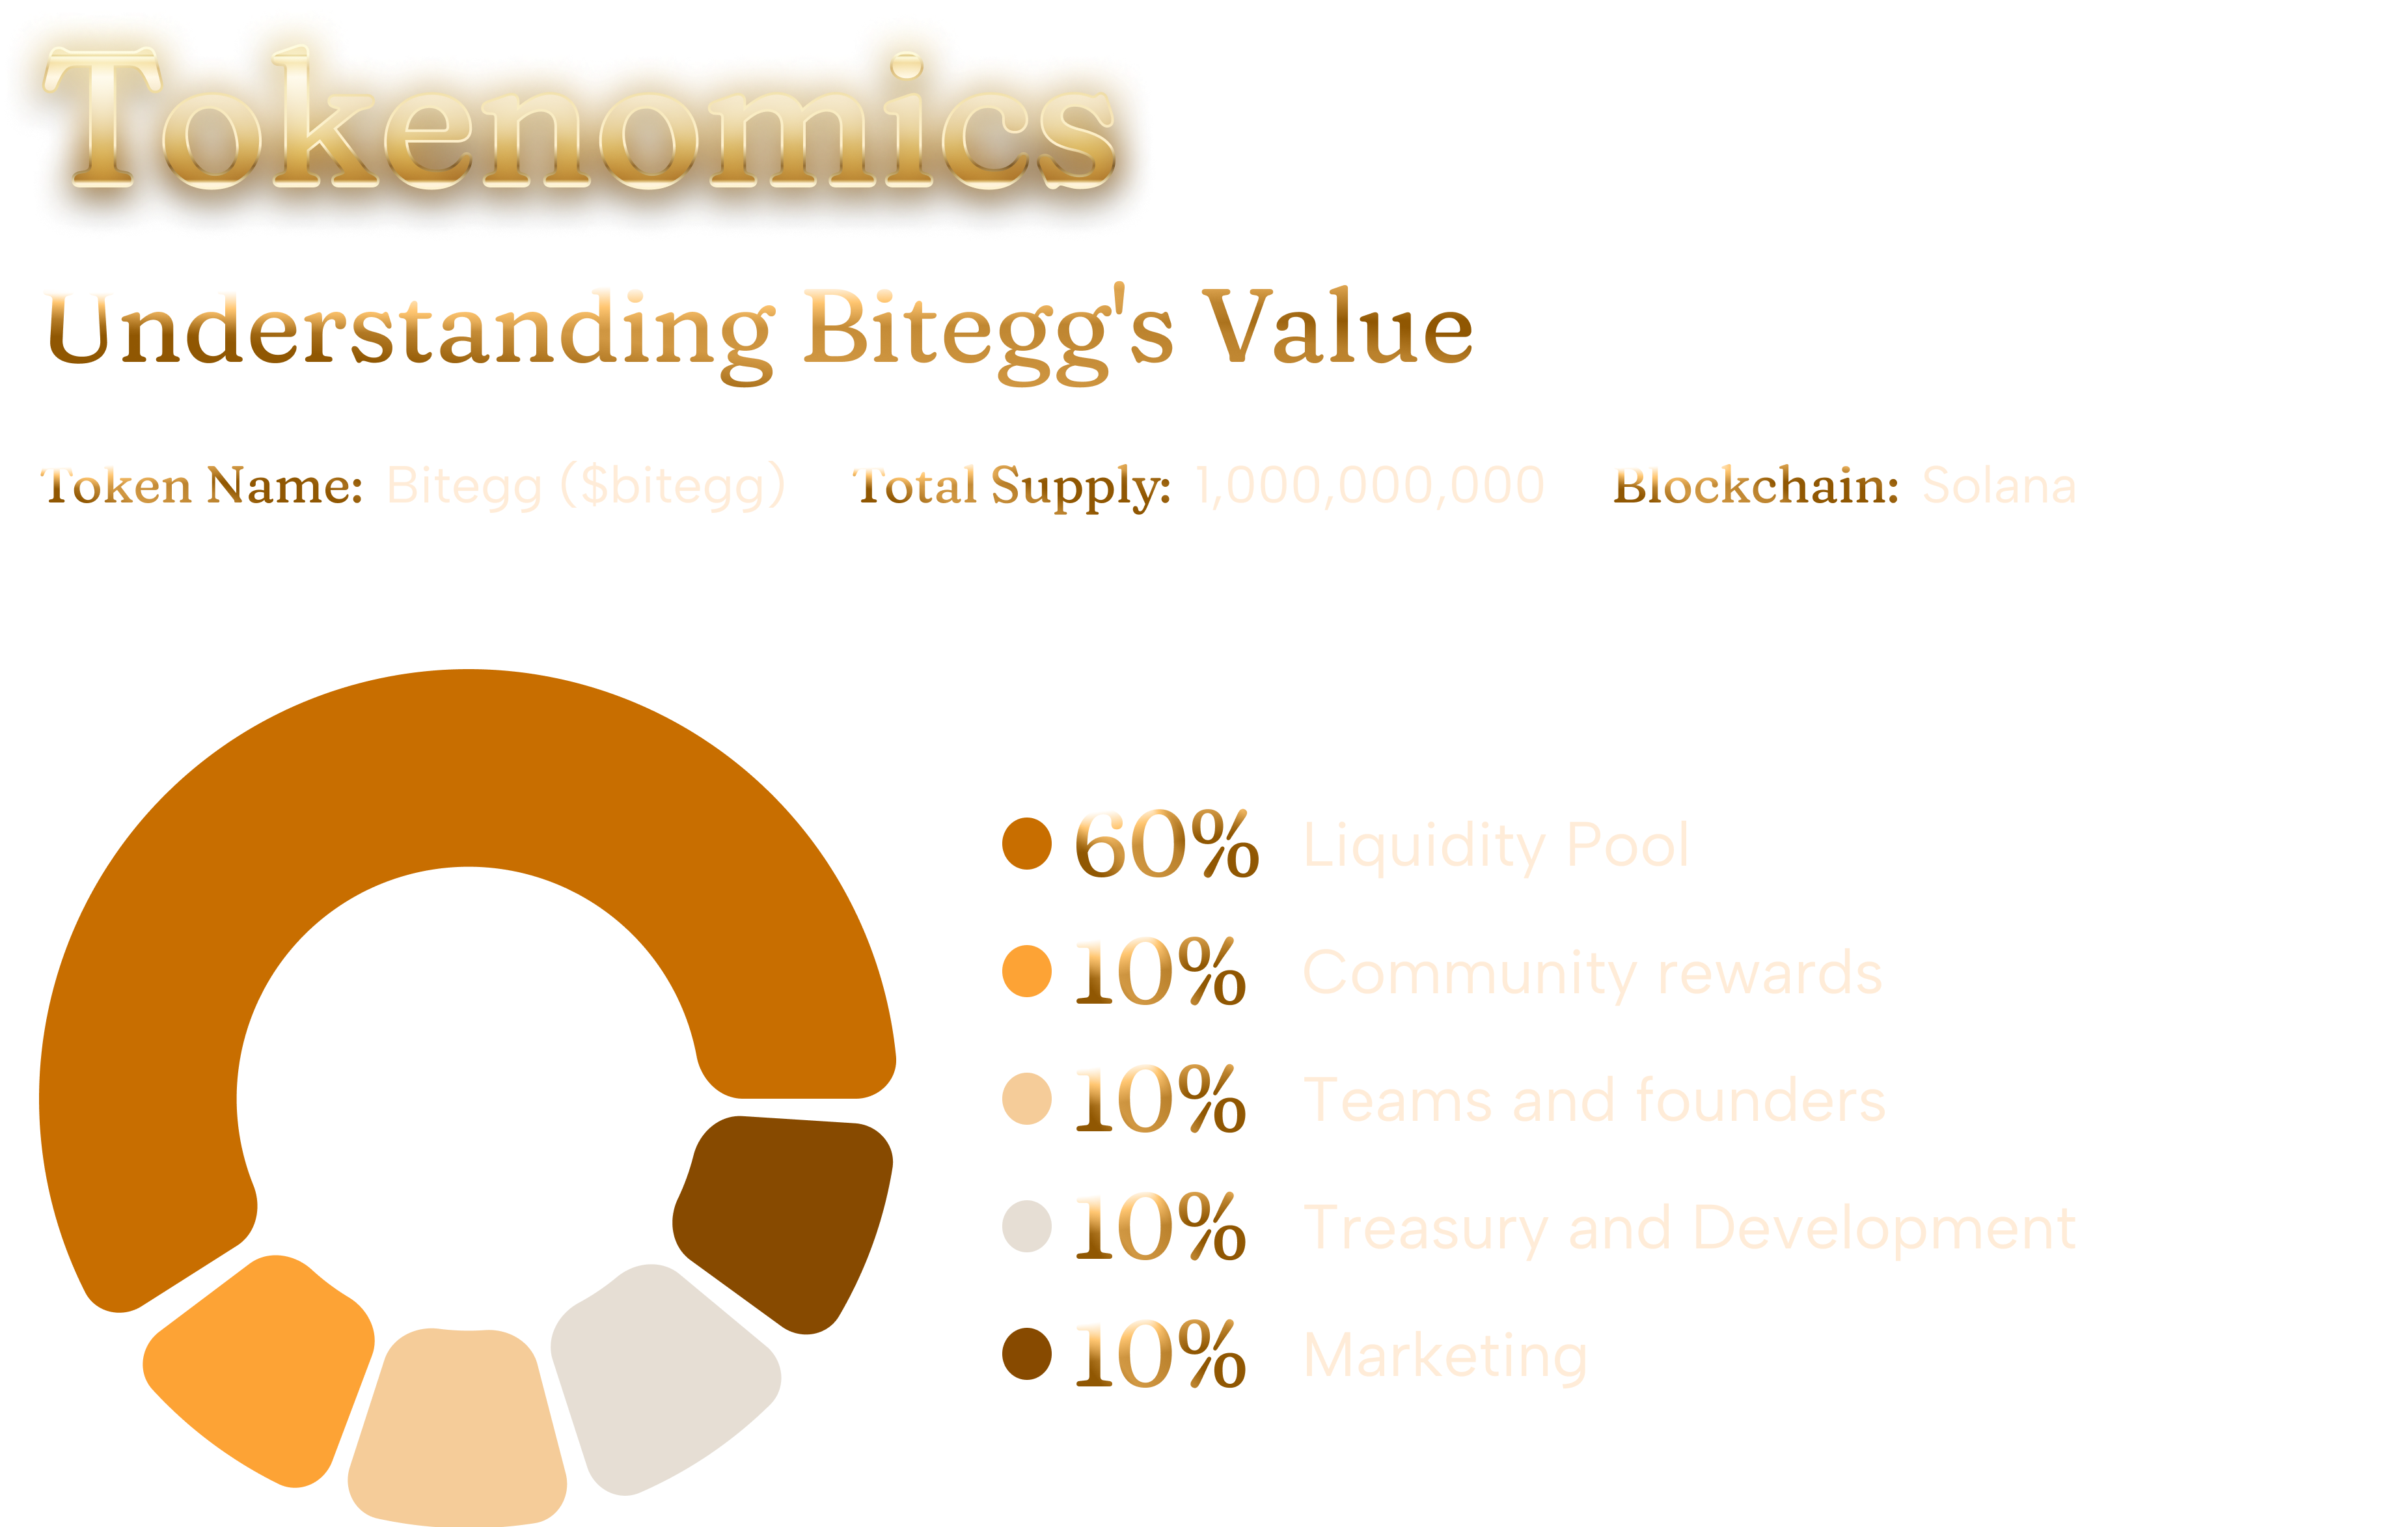 Tokenomics
Understanding Bitegg's Value
Token Name: Bitegg ($bitegg) Total Supply: 1,000,000,000 Blockchain: Solana
60% Liquidity Pool
10% Community rewards
10% Teams and founders
10% Treasury and Development
10% Marketing